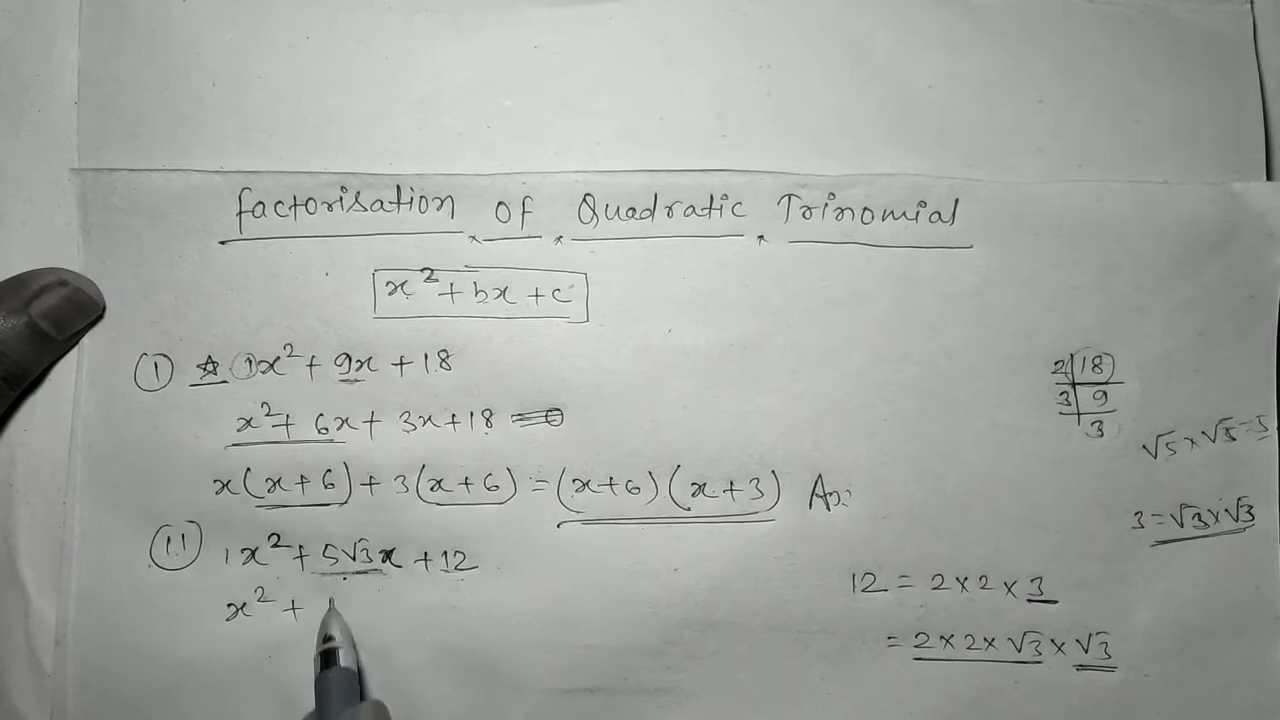 Factorisation Of Quadratic Trinomial
x² + bx + c
① ☆ ①x² + 9x + 18
x² + 6x + 3x + 18
x(x+6) + 3(x+6) = (x+6)(x+3)
(11) 1x² + 5√3x + 12
x² +
2 | 18
3 | 9
3
√5 × √5 = 5
3 = √3 × √3
12 = 2 × 2 × 3
= 2 × 2 × √3 × √3